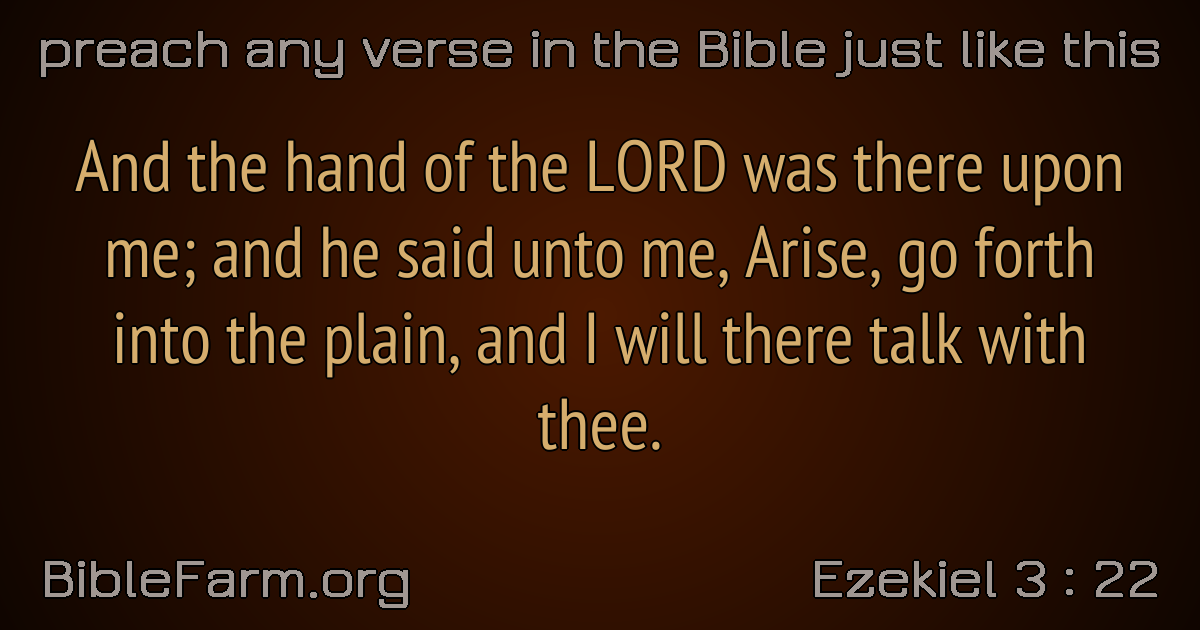 preach any verse in the Bible just like this
And the hand of the LORD was there upon
me; and he said unto me, Arise, go forth
into the plain, and I will there talk with
thee.
BibleFarm.org
Ezekiel 3 : 22